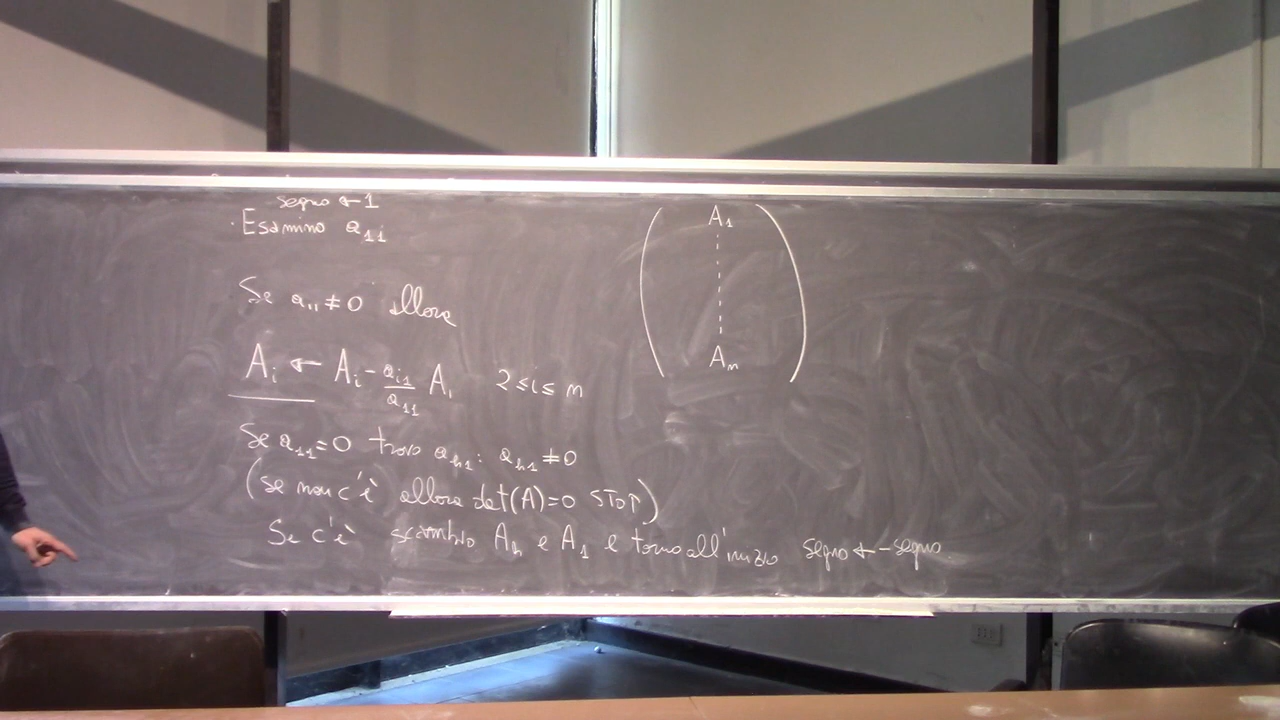 segno ← 1
· Esamino a₁₁
Se a₁₁ ≠ 0 allora
Aᵢ ← Aᵢ - aᵢ₁/a₁₁ A₁ 2 ≤ i ≤ n
Se a₁₁ = 0 trovo aₕ₁ : aₕ₁ ≠ 0
(se non c'è allora det(A)=0 STOP)
Se c'è scambio Aₕ e A₁ e torno all'inizio segno ← -segno.
A₁
Aₙ